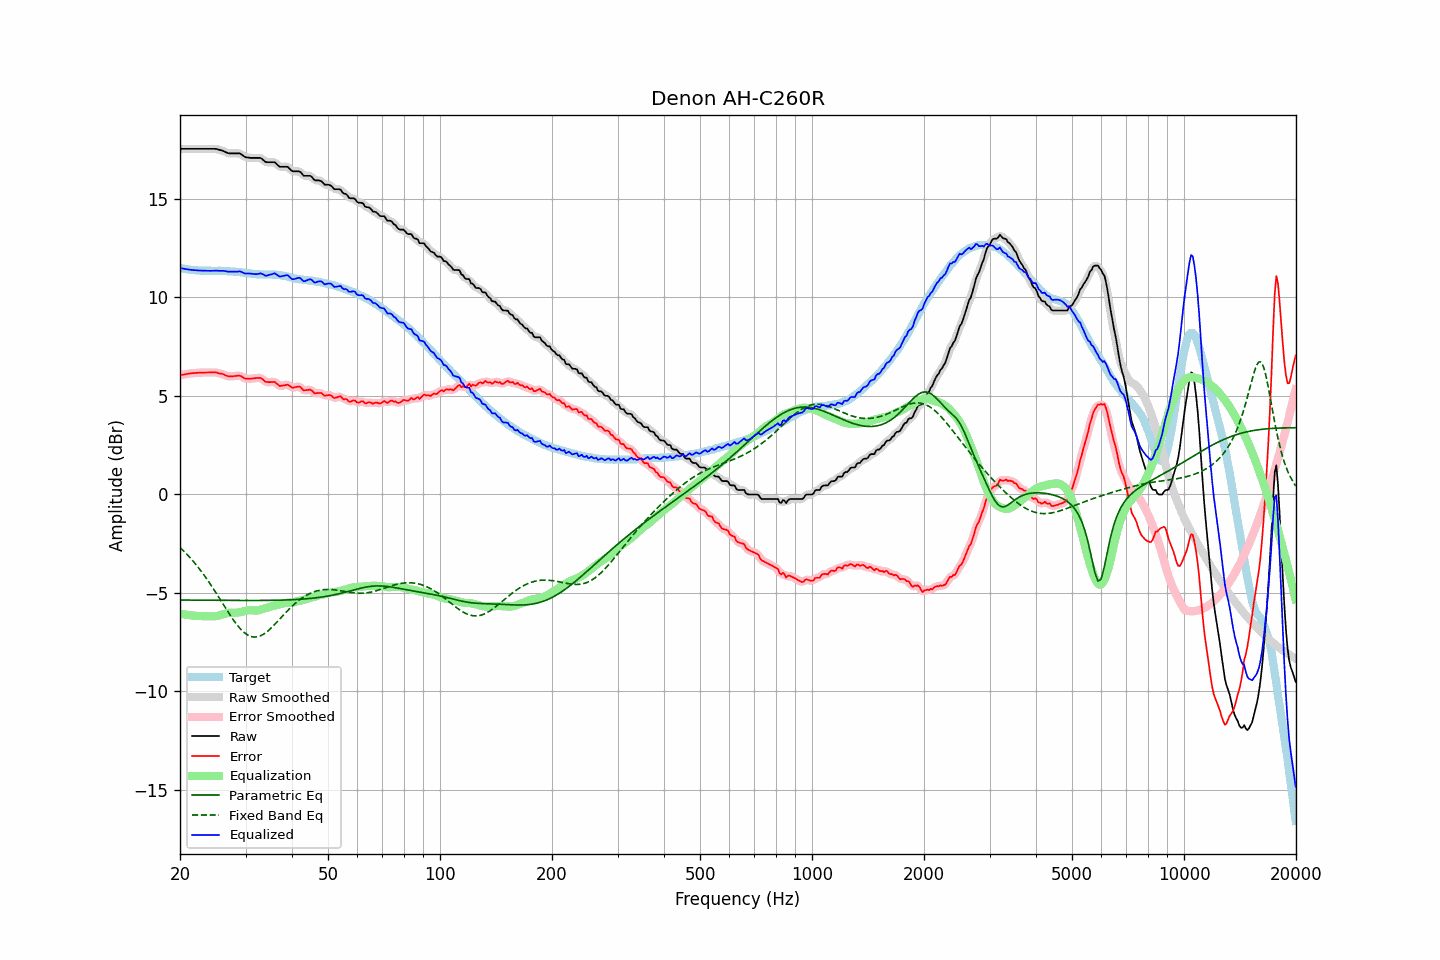 Denon AH-C260R
15
10
5
0
−5
−10
−15
Amplitude (dBr)
Target
Raw Smoothed
Error Smoothed
Raw
Error
Equalization
Parametric Eq
Fixed Band Eq
Equalized
20 50 100 200 500 1000 2000 5000 10000 20000
Frequency (Hz)